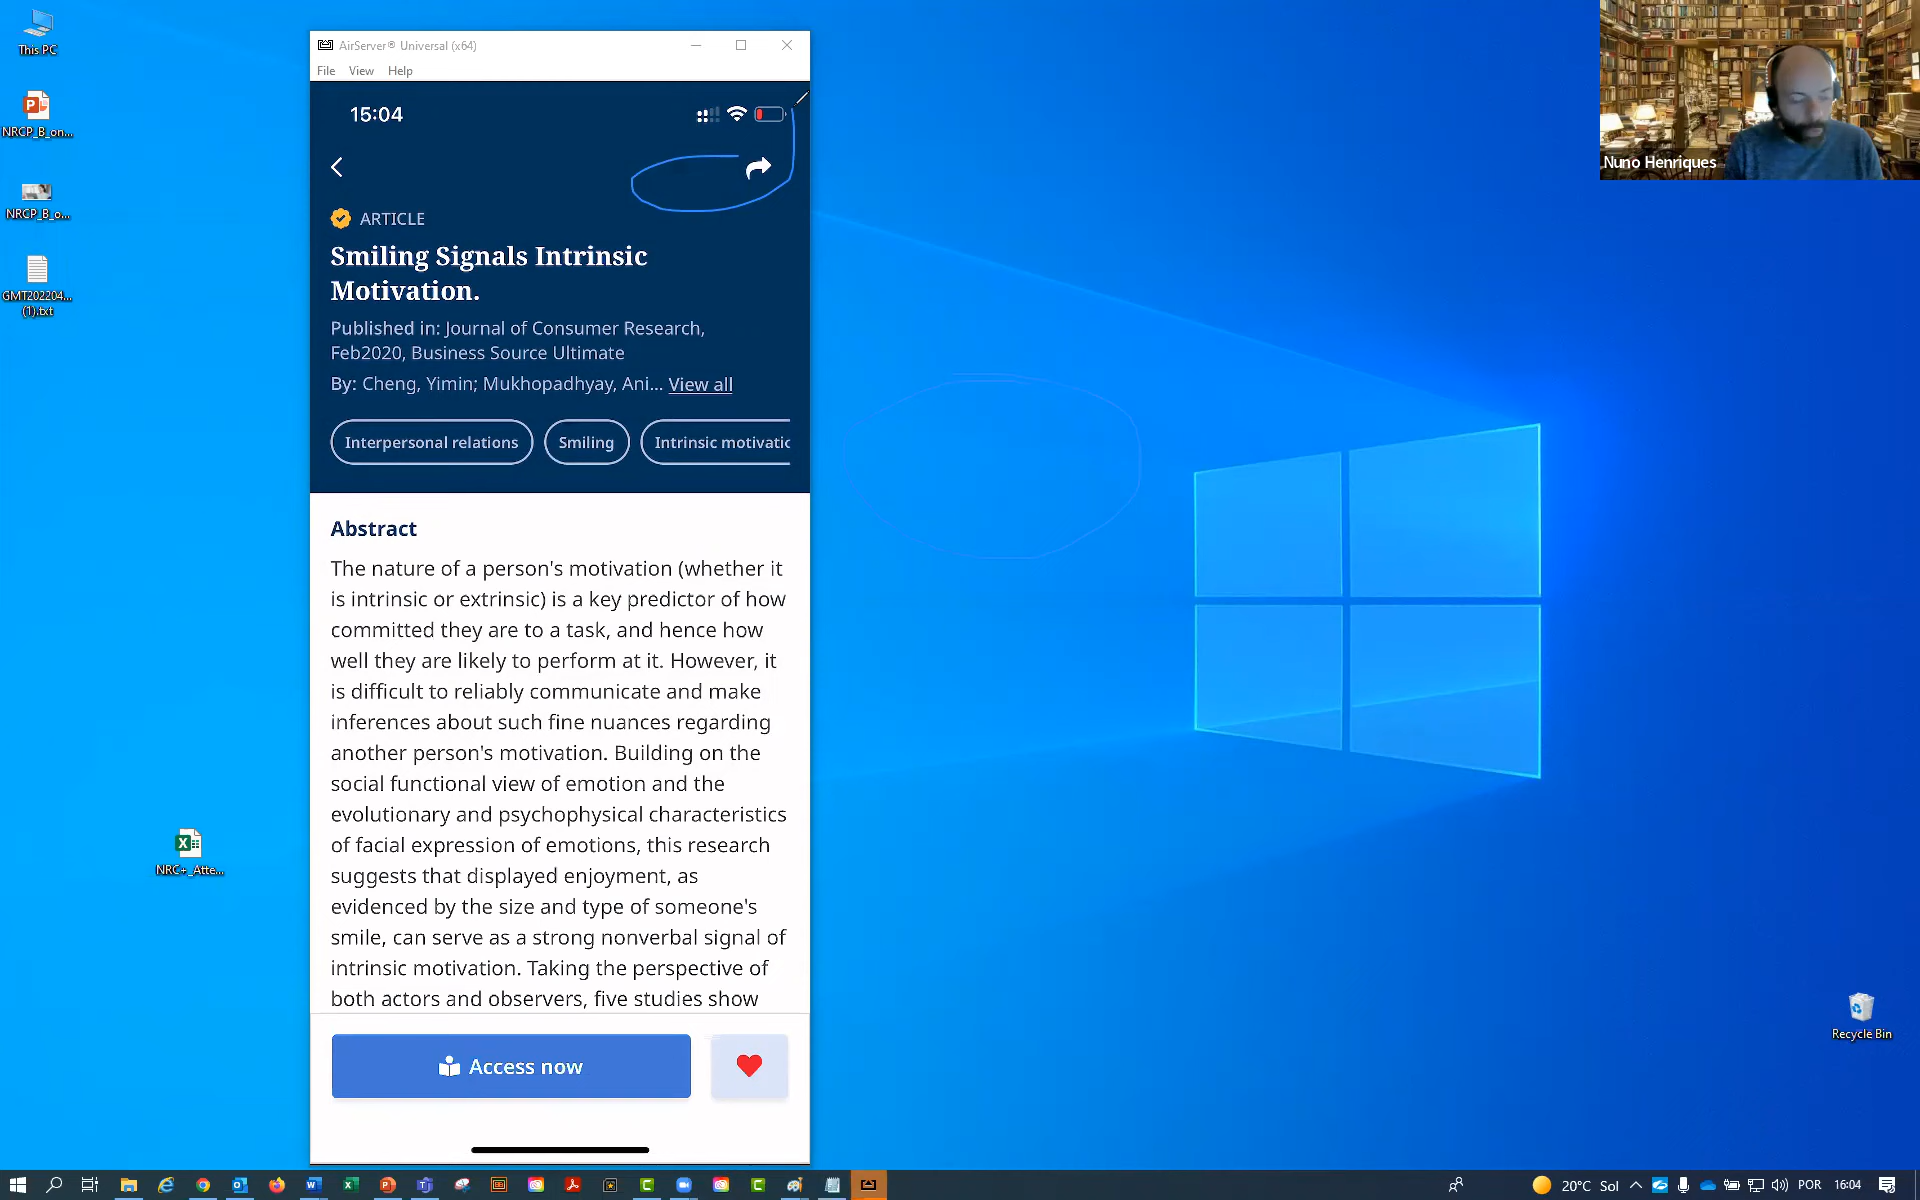 This PC
NRCP_B_on...
NRCP_B_o...
GMT202204...
(1).txt
NRC+_Atte...
AirServer® Universal (x64)
File View Help
15:04
ARTICLE
Smiling Signals Intrinsic
Motivation.
Published in: Journal of Consumer Research,
Feb2020, Business Source Ultimate
By: Cheng, Yimin; Mukhopadhyay, Ani... View all
Interpersonal relations Smiling Intrinsic motivatic
Abstract
The nature of a person's motivation (whether it
is intrinsic or extrinsic) is a key predictor of how
committed they are to a task, and hence how
well they are likely to perform at it. However, it
is difficult to reliably communicate and make
inferences about such fine nuances regarding
another person's motivation. Building on the
social functional view of emotion and the
evolutionary and psychophysical characteristics
of facial expression of emotions, this research
suggests that displayed enjoyment, as
evidenced by the size and type of someone's
smile, can serve as a strong nonverbal signal of
intrinsic motivation. Taking the perspective of
both actors and observers, five studies show
Access now
Nuno Henriques
Recycle Bin
20°C Sol POR 16:04